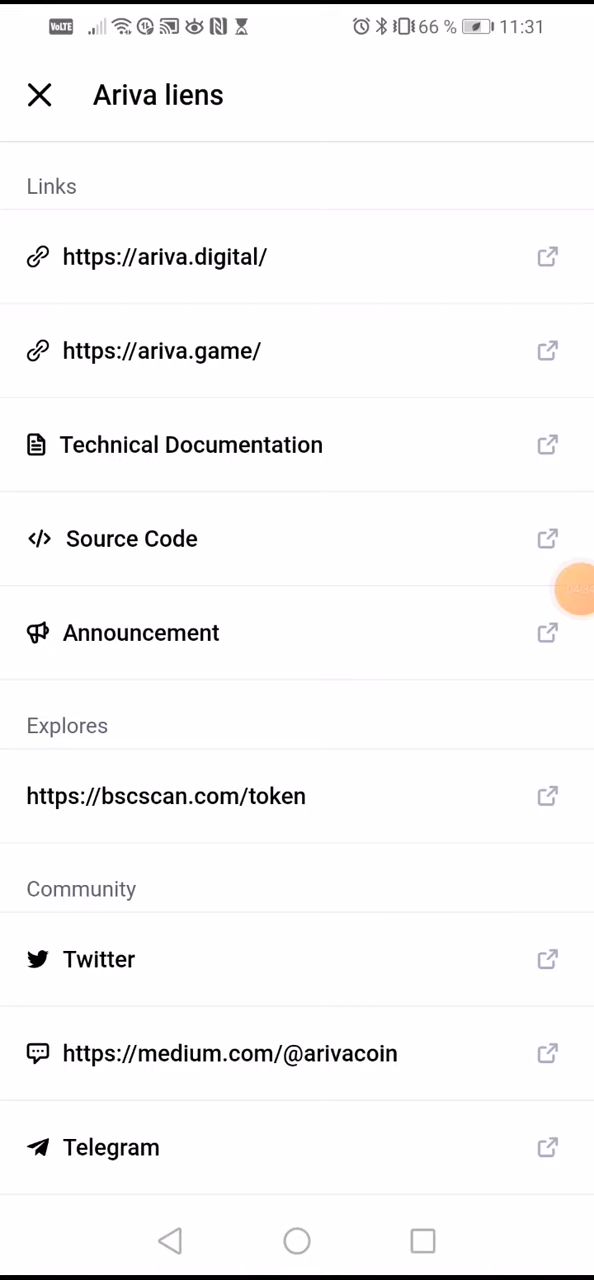 VoLTE 66 % 11:31
Ariva liens
Links
https://ariva.digital/
https://ariva.game/
Technical Documentation
Source Code
Announcement
Explores
https://bscscan.com/token
Community
Twitter
https://medium.com/@arivacoin
Telegram